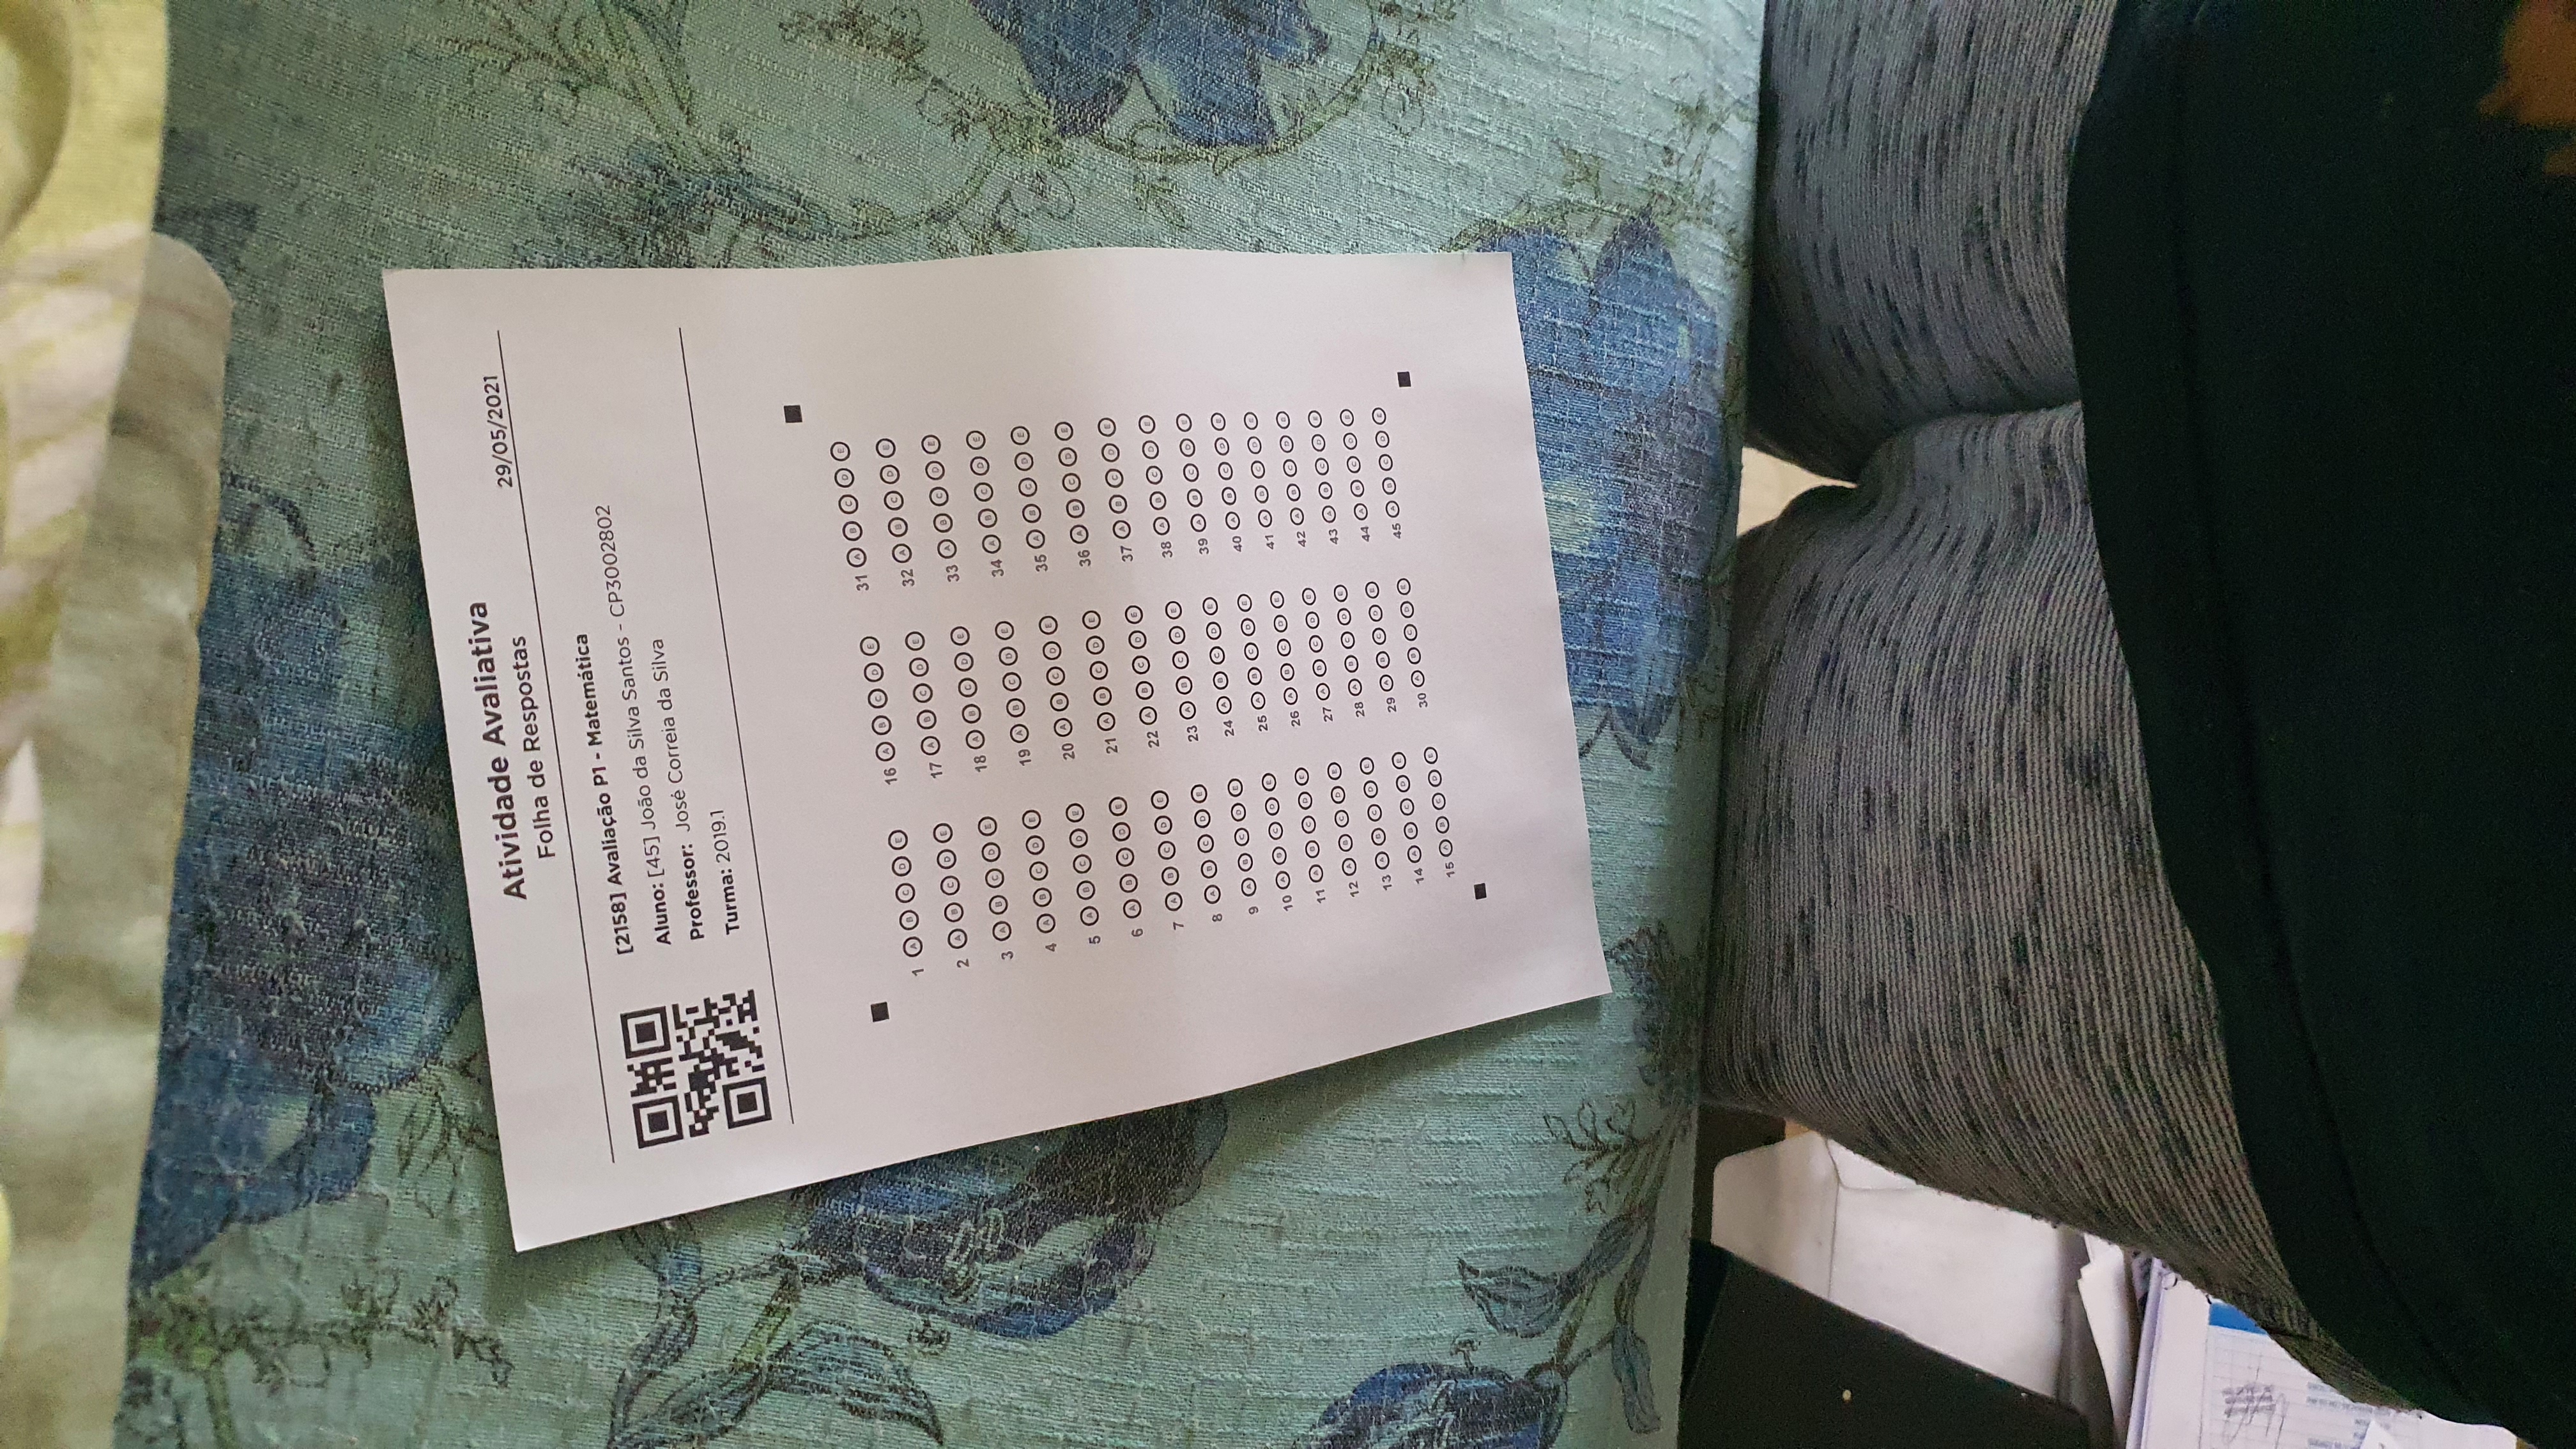 Atividade Avaliativa
Folha de Respostas
29/05/2021
[2158] Avaliação P1 - Matemática
Aluno: [45] João da Silva Santos - CP3002802
Professor: José Correia da Silva
Turma: 2019.1
1 A B C D E 16 A B C D E 31 A B C D E
2 A B C D E 17 A B C D E 32 A B C D E
3 A B C D E 18 A B C D E 33 A B C D E
4 A B C D E 19 A B C D E 34 A B C D E
5 A B C D E 20 A B C D E 35 A B C D E
6 A B C D E 21 A B C D E 36 A B C D E
7 A B C D E 22 A B C D E 37 A B C D E
8 A B C D E 23 A B C D E 38 A B C D E
9 A B C D E 24 A B C D E 39 A B C D E
10 A B C D E 25 A B C D E 40 A B C D E
11 A B C D E 26 A B C D E 41 A B C D E
12 A B C D E 27 A B C D E 42 A B C D E
13 A B C D E 28 A B C D E 43 A B C D E
14 A B C D E 29 A B C D E 44 A B C D E
15 A B C D E 30 A B C D E 45 A B C D E